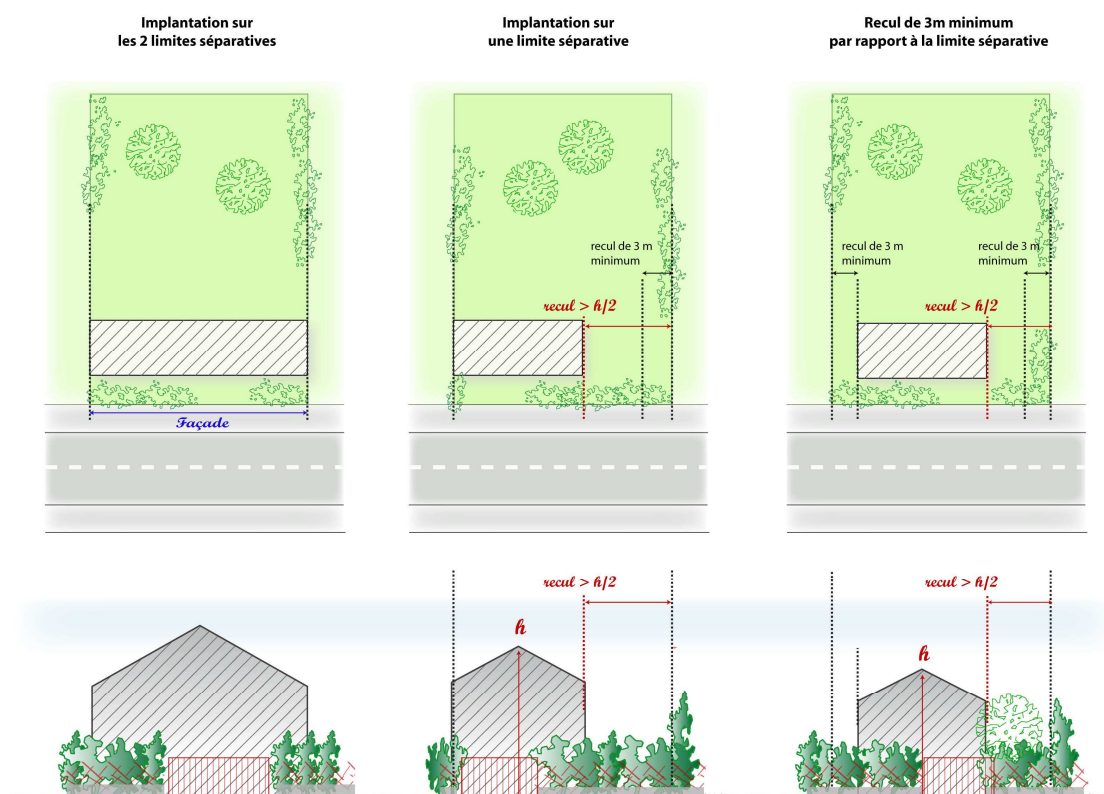 Implantation sur
les 2 limites séparatives
Implantation sur
une limite séparative
Recul de 3m minimum
par rapport à la limite séparative
recul de 3 m
minimum
recul > h/2
recul de 3 m
minimum
recul de 3 m
minimum
recul > h/2
Façade
recul > h/2
h
recul > h/2
h